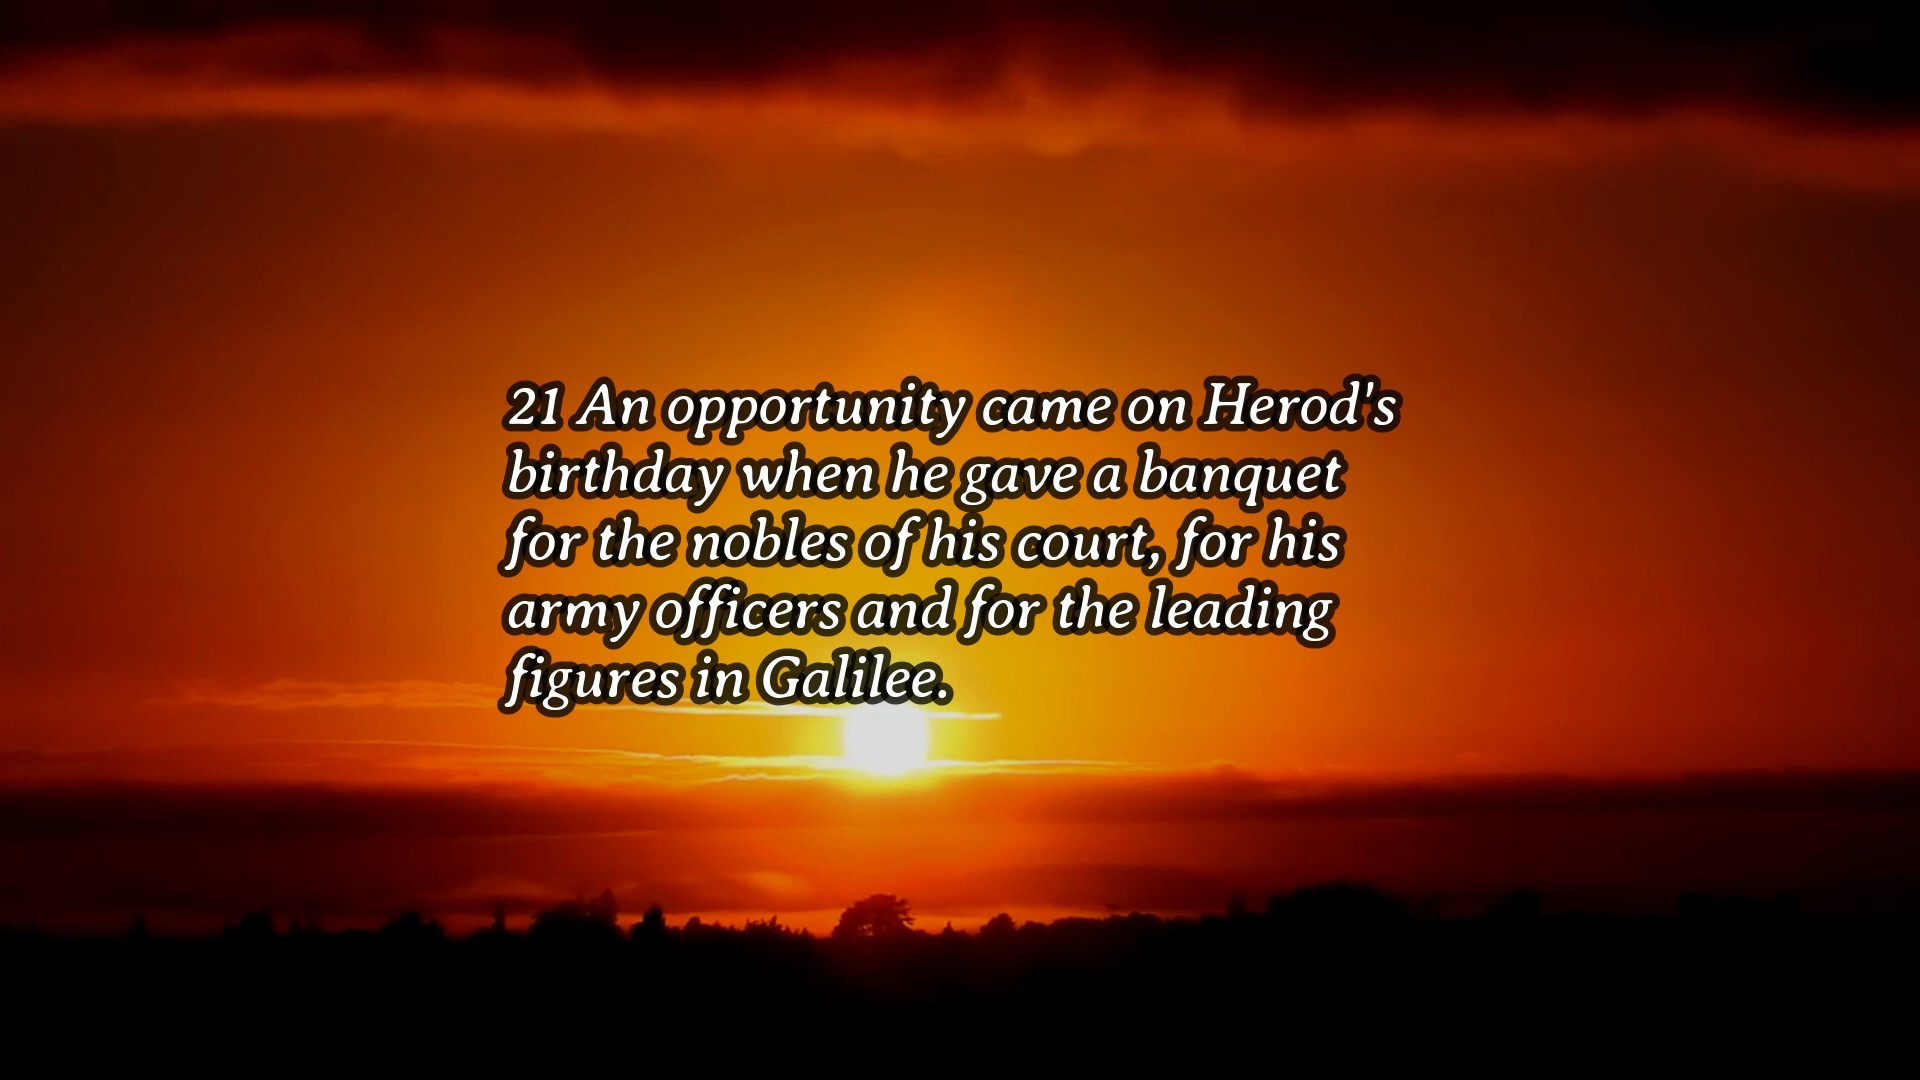 21 An opportunity came on Herod's
birthday when he gave a banquet
for the nobles of his court, for his
army officers and for the leading
figures in Galilee.